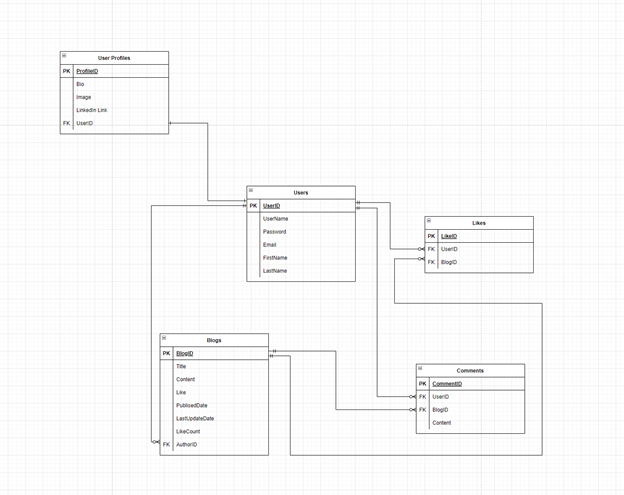 User Profiles
PK ProfileID
Bio
Image
LinkedIn Link
FK UserID
Users
PK UserID
UserName
Password
Email
FirstName
LastName
Likes
PK LikeID
FK UserID
FK BlogID
Blogs
PK BlogID
Title
Content
Like
PublisedDate
LastUpdateDate
LikeCount
FK AuthorID
Comments
PK CommentID
FK UserID
FK BlogID
Content